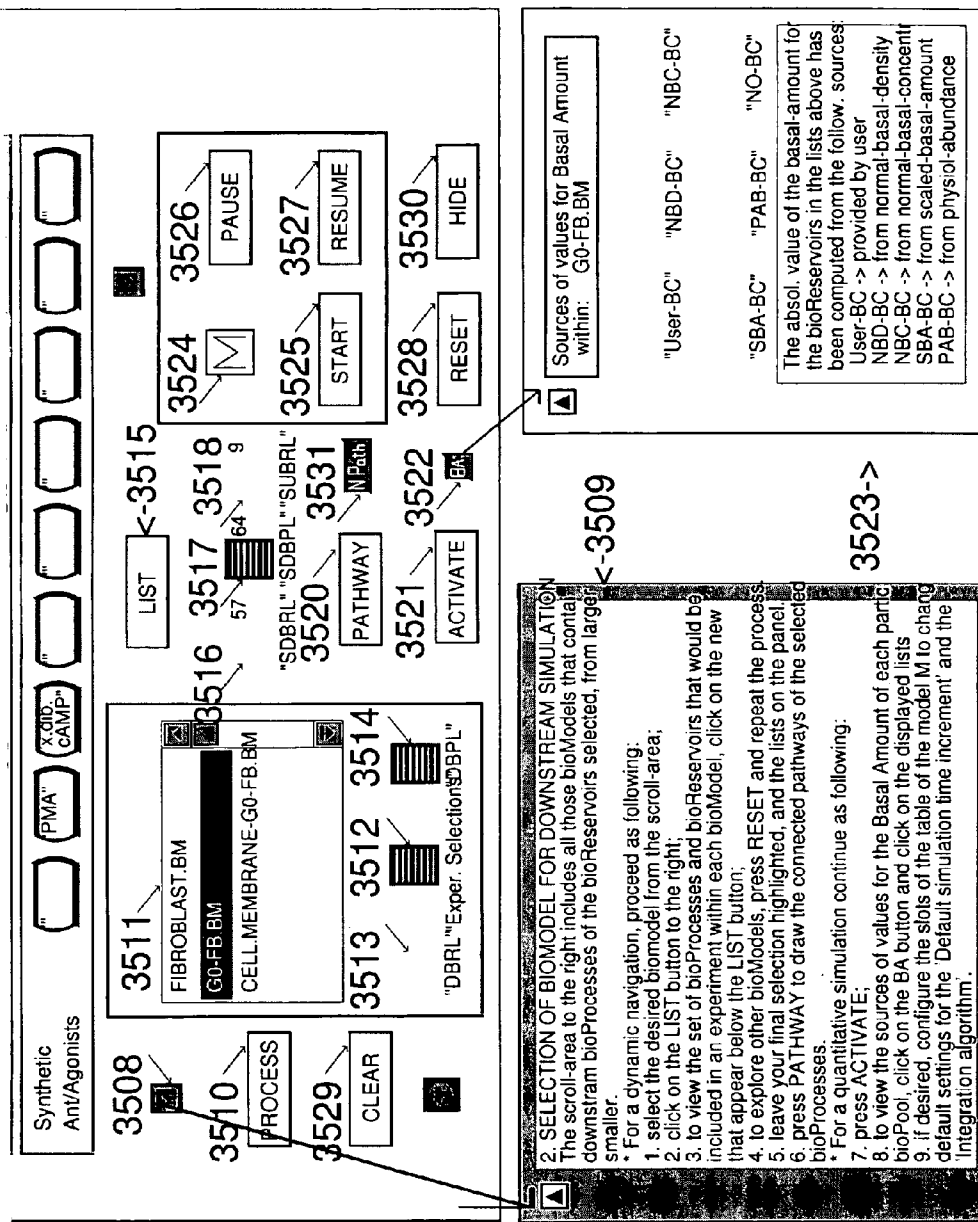 Synthetic
Ant/Agonists
"
"PMA"
x.dib.
cAMP"
"
"
"
"
"
3508
3510
PROCESS
3529
CLEAR
3511
FIBROBLAST.BM
G0-FB.BM
CELL.MEMBRANE-G0-FB.BM
3513
3512
3514
"DBRL"
"Exper. Selections"
"DBPL"
LIST
<-3515
3516
3517
3518
57
64
9
"SDBRL"
"SDBPL"
"SUBRL"
3520
PATHWAY
3531
N Path
3521
ACTIVATE
3522
BA
3524
M
3526
PAUSE
3525
START
3527
RESUME
3528
RESET
3530
HIDE
2. SELECTION OF BIOMODEL FOR DOWNSTREAM SIMULATION
The scroll-area to the right includes all those bioModels that contain
downstram bioProcesses of the bioReservoirs selected, from larger
smaller.
* For a dynamic navigation, proceed as following:
1. select the desired biomodel from the scroll-area;
2. click on the LIST button to the right;
3. to view the set of bioProcesses and bioReservoirs that would be
included in an experiment within each bioModel, click on the new
that appear below the LIST button;
4. to explore other bioModels, press RESET and repeat the process.
5. leave your final selection highlighted, and the lists on the panel.
6. press PATHWAY to draw the connected pathways of the selected
bioProcesses.
* For a quantitative simulation continue as following:
7. press ACTIVATE;
8. to view the sources of values for the Basal Amount of each partici
bioPool, click on the BA button and click on the displayed lists
9. if desired, configure the slots of the table of the model M to chang
default settings for the 'Default simulation time increment' and the
'Integration algorithm'.
<-3509
3523->
Sources of values for Basal Amount
within: G0-FB.BM
"User-BC"
"NBD-BC"
"NBC-BC"
"SBA-BC"
"PAB-BC"
"NO-BC"
The absol. value of the basal-amount for
the bioReservoirs in the lists above has
been computed from the follow. sources:
User-BC -> provided by user
NBD-BC -> from normal-basal-density
NBC-BC -> from normal-basal-concentr
SBA-BC -> from scaled-basal-amount
PAB-BC -> from physiol-abundance